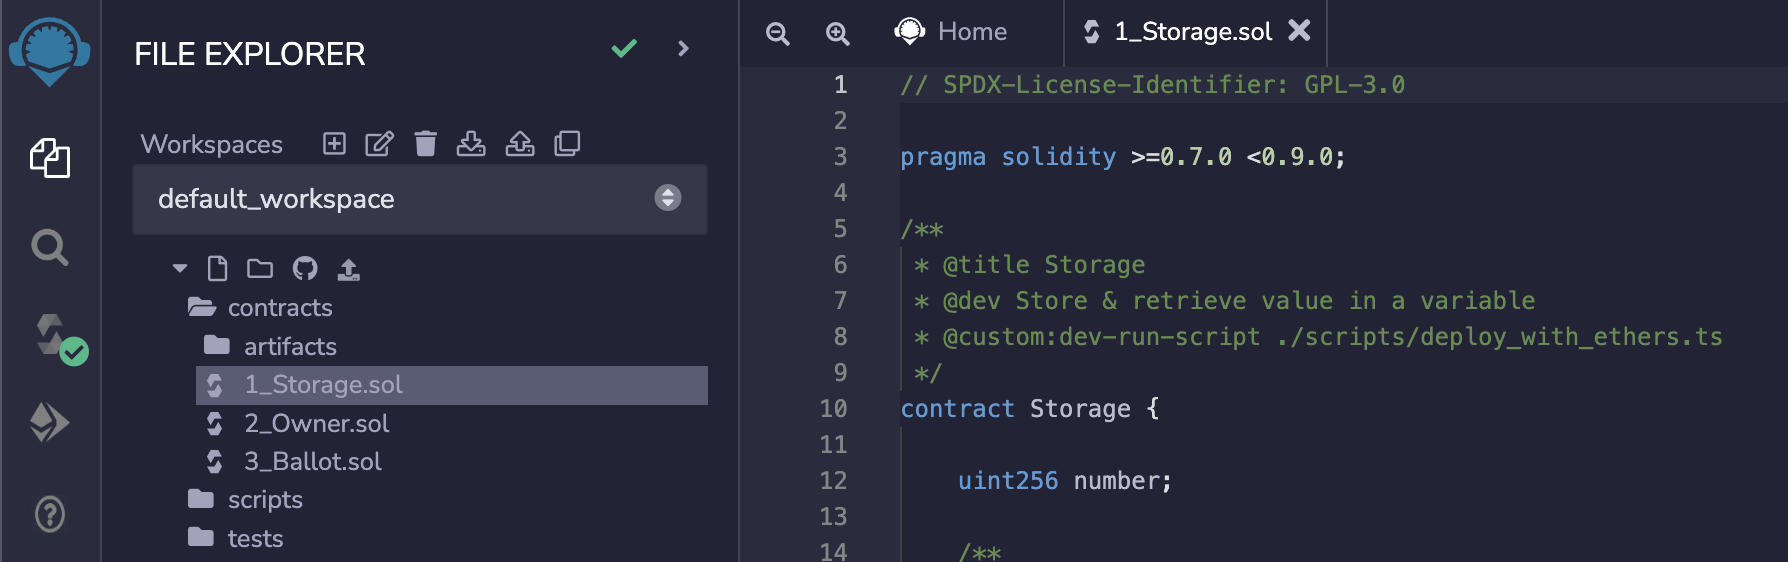 FILE EXPLORER
Workspaces
default_workspace
contracts
artifacts
1_Storage.sol
2_Owner.sol
3_Ballot.sol
scripts
tests
Home
1_Storage.sol
1 // SPDX-License-Identifier: GPL-3.0
2
3 pragma solidity >=0.7.0 <0.9.0;
4
5 /**
6 * @title Storage
7 * @dev Store & retrieve value in a variable
8 * @custom:dev-run-script ./scripts/deploy_with_ethers.ts
9 */
10 contract Storage {
11
12 uint256 number;
13
14 /**